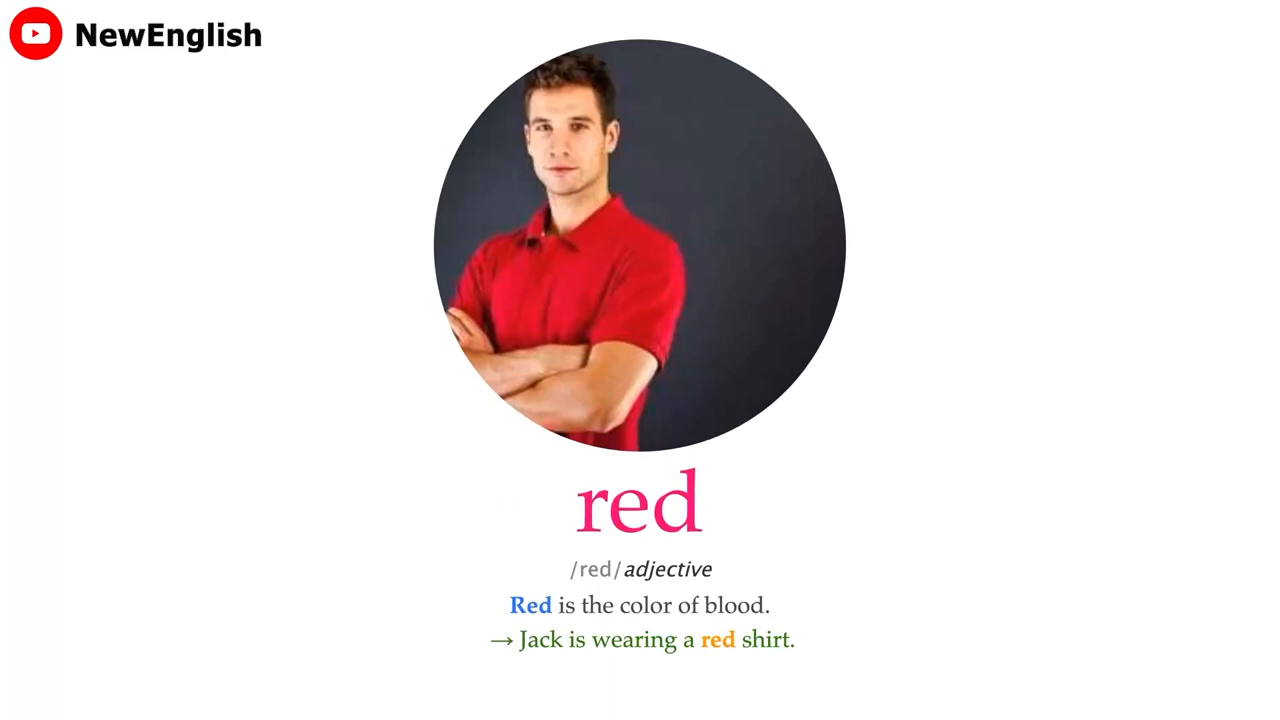 NewEnglish
red
/red/adjective
Red is the color of blood.
→ Jack is wearing a red shirt.